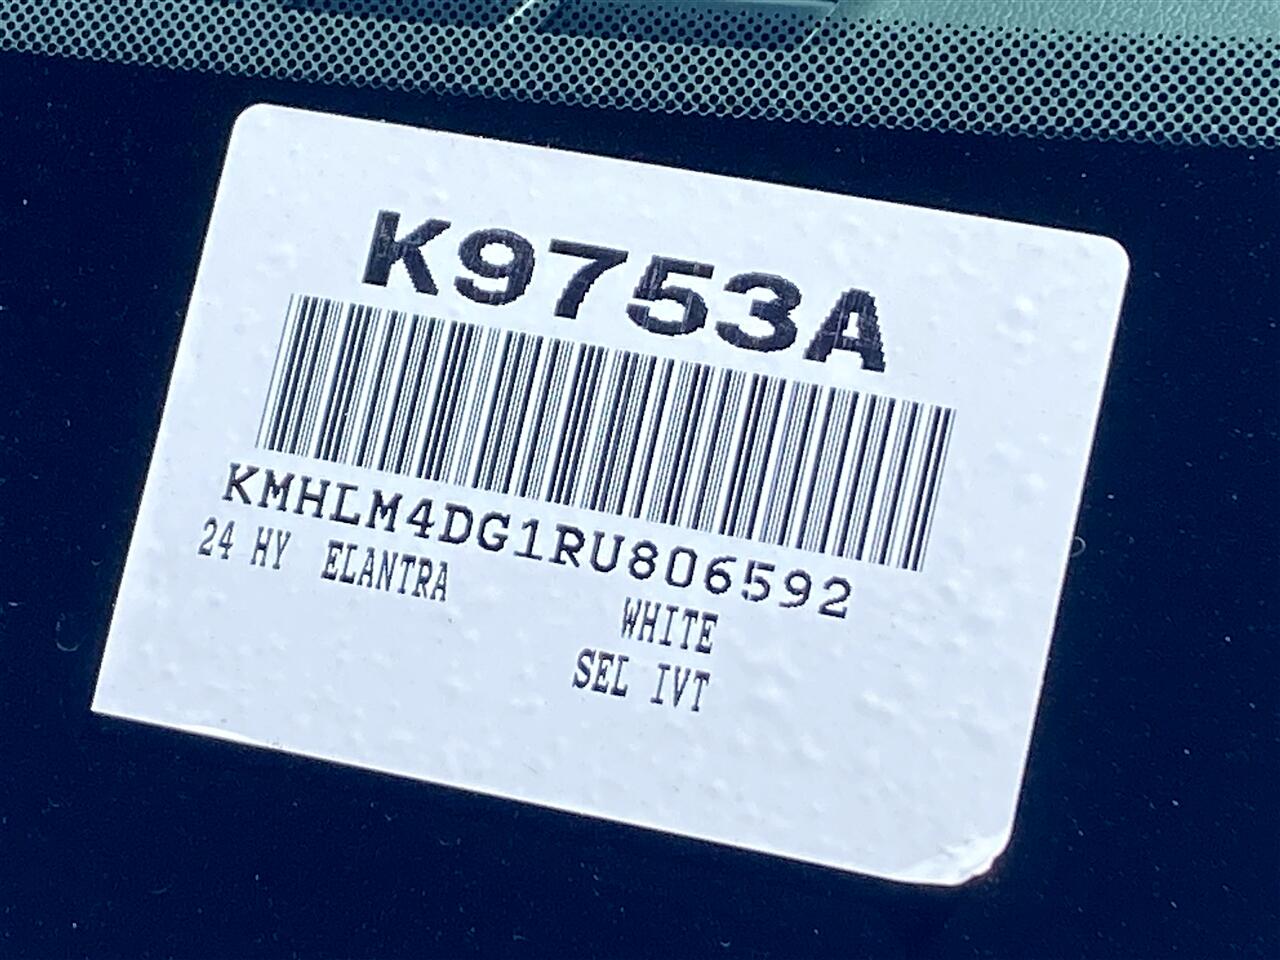 K9753A
KMHLM4DG1RU806592
24 HY ELANTRA
WHITE
SEL IVT